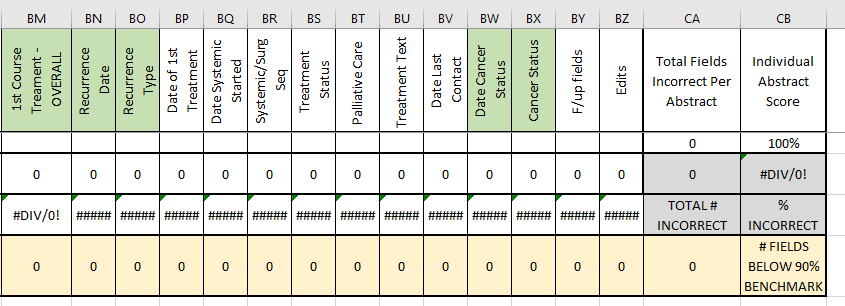 BM BN BO BP BQ BR BS BT BU BV BW BX BY BZ CA CB
1st Course
Treament -
OVERALL
Recurrence
Date
Recurrence
Type
Date of 1st
Treatment
Date Systemic
Started
Systemic/Surg
Seq
Treatment
Status
Palliative Care
Treatment Text
Date Last
Contact
Date Cancer
Status
Cancer Status
F/up fields
Edits
Total Fields
Incorrect Per
Abstract
Individual
Abstract
Score
0 100%
0 0 0 0 0 0 0 0 0 0 0 0 0 0 0 #DIV/0!
#DIV/0! ##### ##### ##### ##### ##### ##### ##### ##### ##### ##### ##### ##### #####
TOTAL #
INCORRECT
%
INCORRECT
0 0 0 0 0 0 0 0 0 0 0 0 0 0 0
# FIELDS
BELOW 90%
BENCHMARK